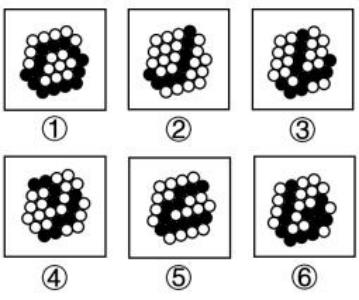 ① ② ③
④ ⑤ ⑥